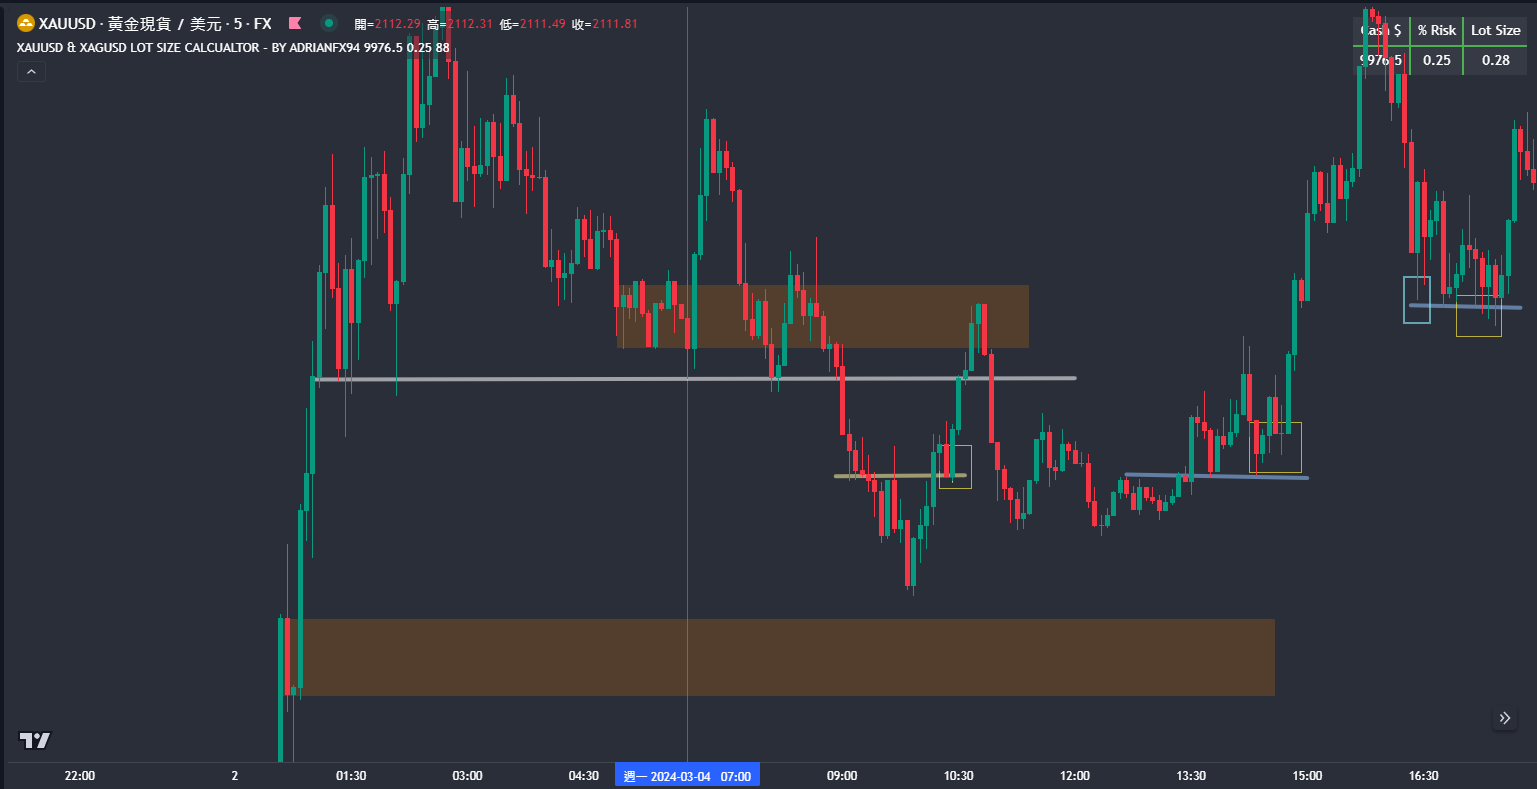 XAUUSD · 黃金現貨 / 美元 · 5 · FX 開=2112.29 高=2112.31 低=2111.49 收=2111.81
XAUUSD & XAGUSD LOT SIZE CALCUALTOR - BY ADRIANFX94 9976.5 0.25 88
Cash $ % Risk Lot Size
9976.5 0.25 0.28
22:00 2 01:30 03:00 04:30 週一 2024-03-04 07:00 09:00 10:30 12:00 13:30 15:00 16:30